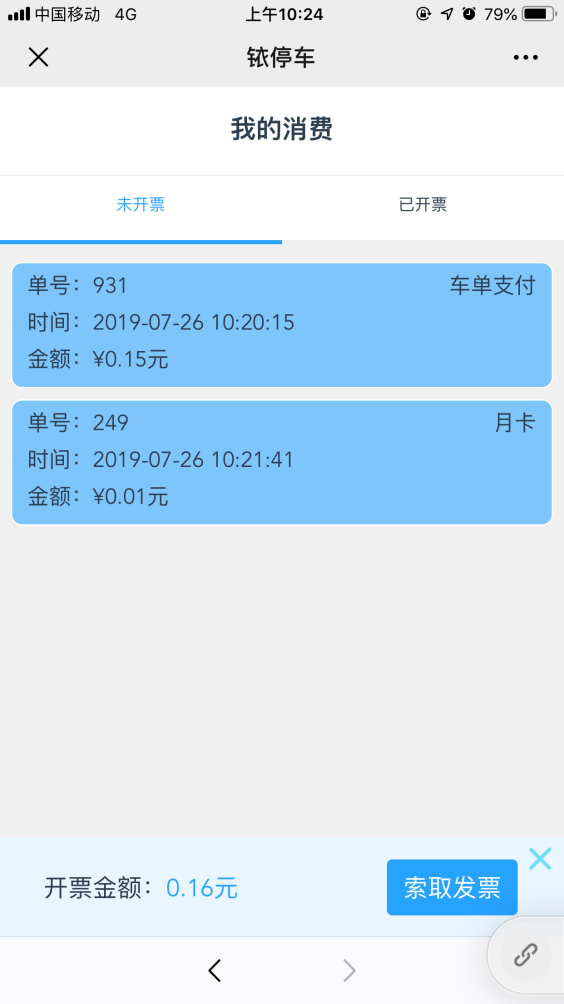 中国移动 4G 上午10:24 79%
铱停车
我的消费
未开票 已开票
单号：931 车单支付
时间：2019-07-26 10:20:15
金额：¥0.15元
单号：249 月卡
时间：2019-07-26 10:21:41
金额：¥0.01元
开票金额：0.16元 索取发票